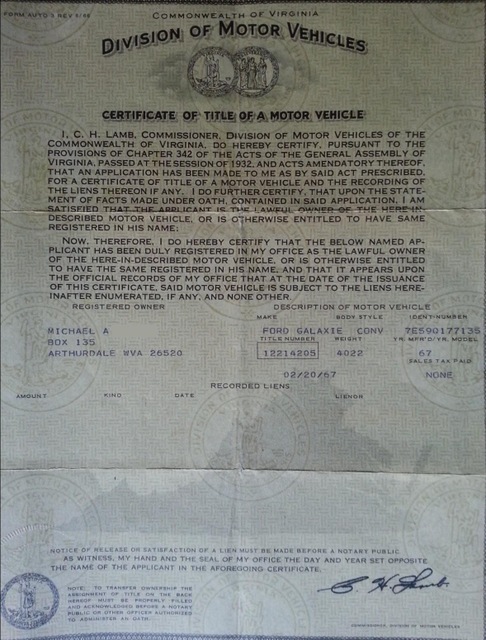 FORM AUTO 3 REV 5/66
COMMONWEALTH OF VIRGINIA
DIVISION OF MOTOR VEHICLES
CERTIFICATE OF TITLE OF A MOTOR VEHICLE
I, C. H. LAMB, COMMISSIONER, DIVISION OF MOTOR VEHICLES OF THE
COMMONWEALTH OF VIRGINIA, DO HEREBY CERTIFY, PURSUANT TO THE
PROVISIONS OF CHAPTER 342 OF THE ACTS OF THE GENERAL ASSEMBLY OF
VIRGINIA, PASSED AT THE SESSION OF 1932, AND ACTS AMENDATORY THEREOF,
THAT AN APPLICATION HAS BEEN MADE TO ME AS BY SAID ACT PRESCRIBED,
FOR A CERTIFICATE OF TITLE OF A MOTOR VEHICLE AND THE RECORDING OF
THE LIENS THEREON IF ANY. I DO FURTHER CERTIFY, THAT UPON THE STATE-
MENT OF FACTS MADE UNDER OATH, CONTAINED IN SAID APPLICATION, I AM
SATISFIED THAT THE APPLICANT IS THE LAWFUL OWNER OF THE HERE-IN-
DESCRIBED MOTOR VEHICLE, OR IS OTHERWISE ENTITLED TO HAVE SAME
REGISTERED IN HIS NAME;
NOW, THEREFORE, I DO HEREBY CERTIFY THAT THE BELOW NAMED AP-
PLICANT HAS BEEN DULY REGISTERED IN MY OFFICE AS THE LAWFUL OWNER
OF THE HERE-IN-DESCRIBED MOTOR VEHICLE, OR IS OTHERWISE ENTITLED
TO HAVE THE SAME REGISTERED IN HIS NAME, AND THAT IT APPEARS UPON
THE OFFICIAL RECORDS OF MY OFFICE THAT AT THE DATE OF THE ISSUANCE
OF THIS CERTIFICATE, SAID MOTOR VEHICLE IS SUBJECT TO THE LIENS HERE-
INAFTER ENUMERATED, IF ANY, AND NONE OTHER.
REGISTERED OWNER DESCRIPTION OF MOTOR VEHICLE
MAKE BODY STYLE IDENT-NUMBER
MICHAEL A FORD GALAXIE CONV 7E59Q177135
TITLE NUMBER WEIGHT YR. MFR'D/YR. MODEL
BOX 135
ARTHURDALE WVA 26520 12214205 4022 67
SALES TAX PAID
02/20/67 NONE
RECORDED LIENS
AMOUNT KIND DATE LIENOR
NOTICE OF RELEASE OR SATISFACTION OF A LIEN MUST BE MADE BEFORE A NOTARY PUBLIC.
AS WITNESS, MY HAND AND THE SEAL OF MY OFFICE THE DAY AND YEAR SET OPPOSITE
THE NAME OF THE APPLICANT IN THE AFOREGOING CERTIFICATE.
NOTE: TO TRANSFER OWNERSHIP THE
ASSIGNMENT OF TITLE ON THE BACK
HEREOF MUST BE PROPERLY FILLED
AND ACKNOWLEDGED BEFORE A NOTARY
PUBLIC OR OTHER OFFICER AUTHORIZED
TO ADMINISTER AN OATH.
C H Lamb
COMMISSIONER, DIVISION OF MOTOR VEHICLES